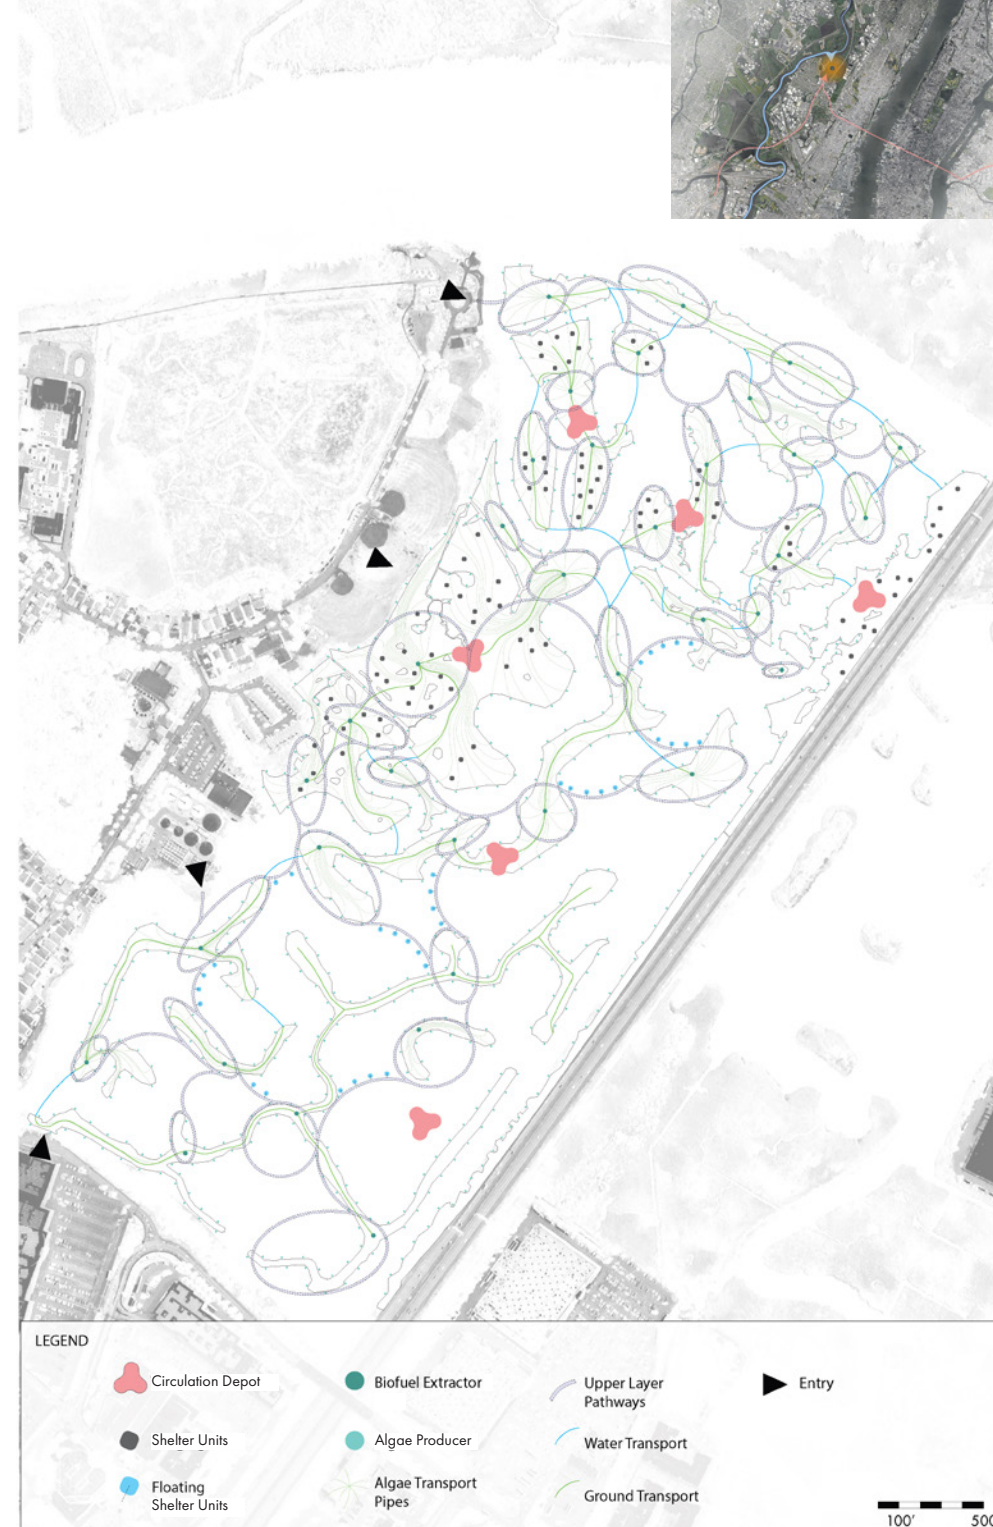 LEGEND
Circulation Depot
Biofuel Extractor
Upper Layer
Pathways
Entry
Shelter Units
Algae Producer
Water Transport
Floating
Shelter Units
Algae Transport
Pipes
Ground Transport
100'
500